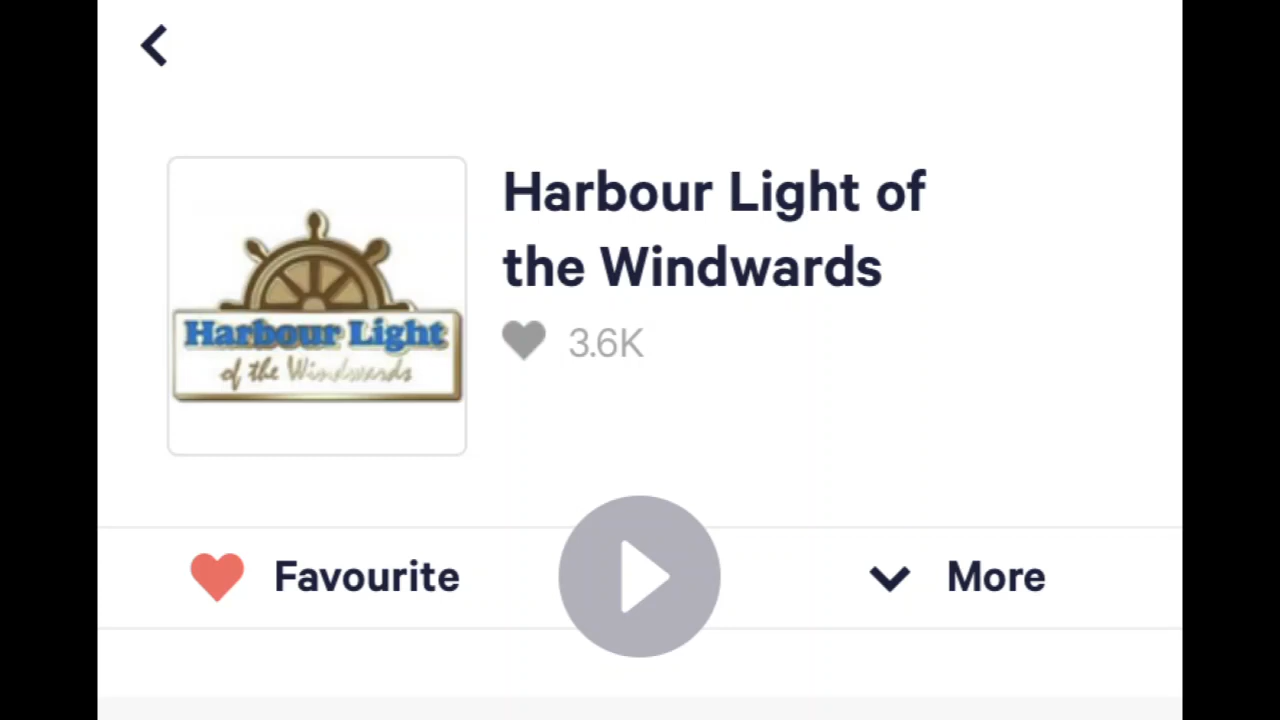 Harbour Light of
the Windwards
3.6K
Harbour Light
of the Windwards
Favourite
More